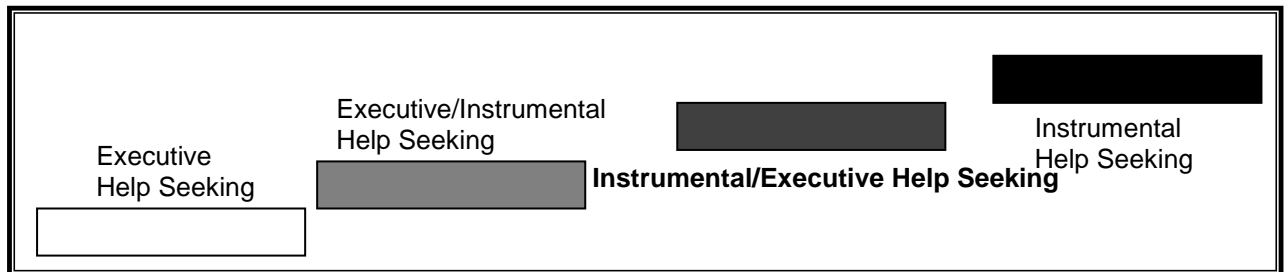 Executive
Help Seeking
Executive/Instrumental
Help Seeking
Instrumental/Executive Help Seeking
Instrumental
Help Seeking